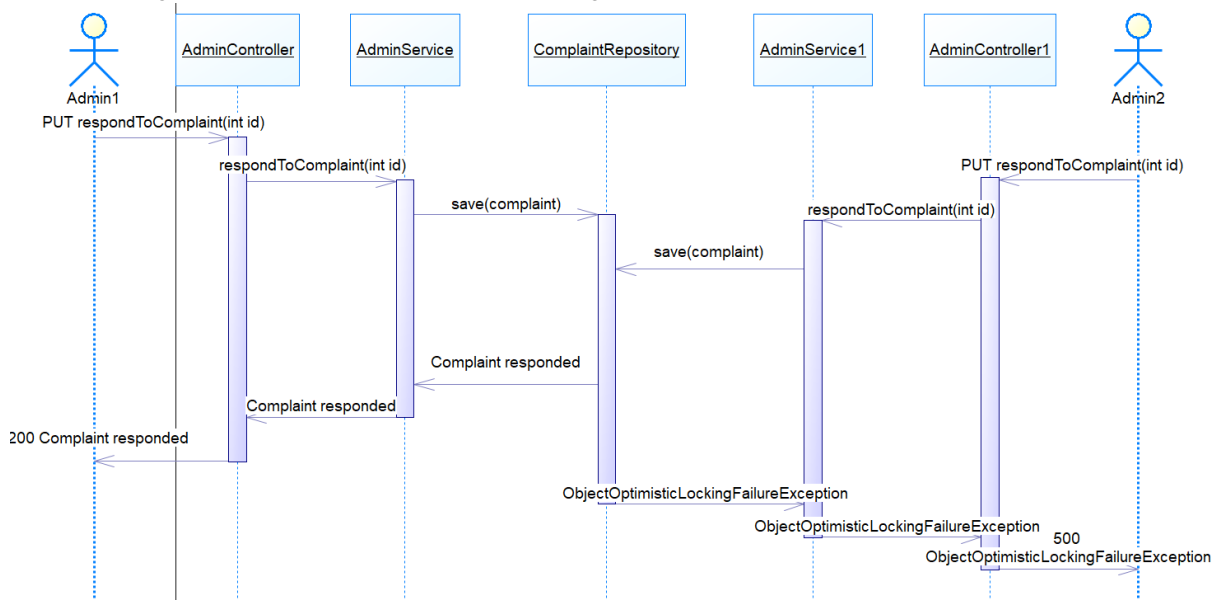 AdminController
AdminService
ComplaintRepository
AdminService1
AdminController1
Admin1
Admin2
PUT respondToComplaint(int id)
respondToComplaint(int id)
PUT respondToComplaint(int id)
save(complaint)
respondToComplaint(int id)
save(complaint)
Complaint responded
Complaint responded
200 Complaint responded
ObjectOptimisticLockingFailureException
ObjectOptimisticLockingFailureException
500
ObjectOptimisticLockingFailureException